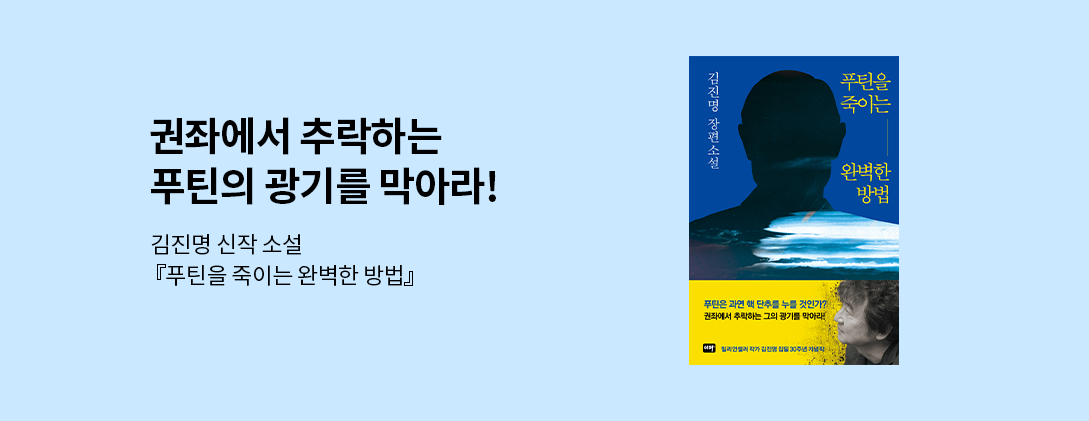 권좌에서 추락하는
푸틴의 광기를 막아라!
김진명 신작 소설
『푸틴을 죽이는 완벽한 방법』
김진명 장편소설
푸틴을
죽이는
완벽한
방법
푸틴은 과연 핵 단추를 누를 것인가?
권좌에서 추락하는 그의 광기를 막아라!
이타
밀리언셀러 작가 김진명 집필 30주년 기념작